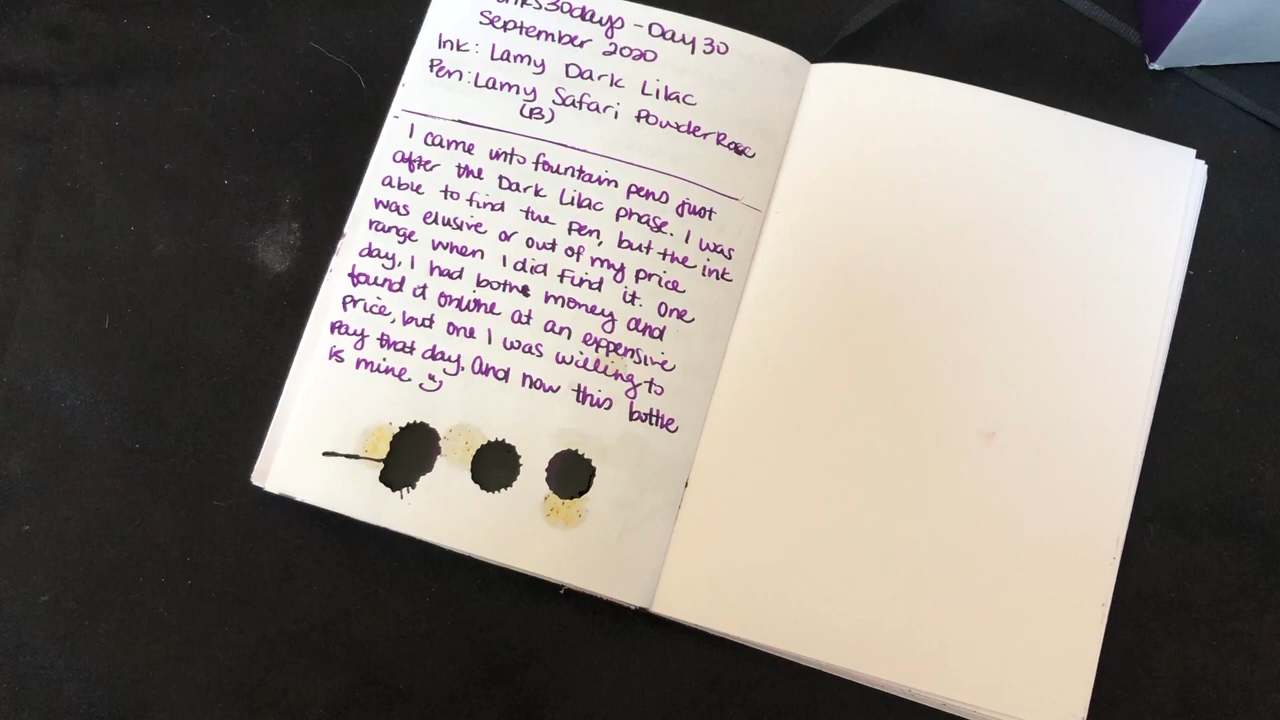 30days - Day 30
September 2020
Ink: Lamy Dark Lilac
Pen: Lamy Safari Powder Rose
(B)
I came into fountain pens just
after the Dark Lilac phase. I was
able to find the pen, but the ink
was elusive or out of my price
range when I did find it. One
day, I had both money and
found it online at an expensive
price, but one I was willing to
pay that day. And now this bottle
is mine